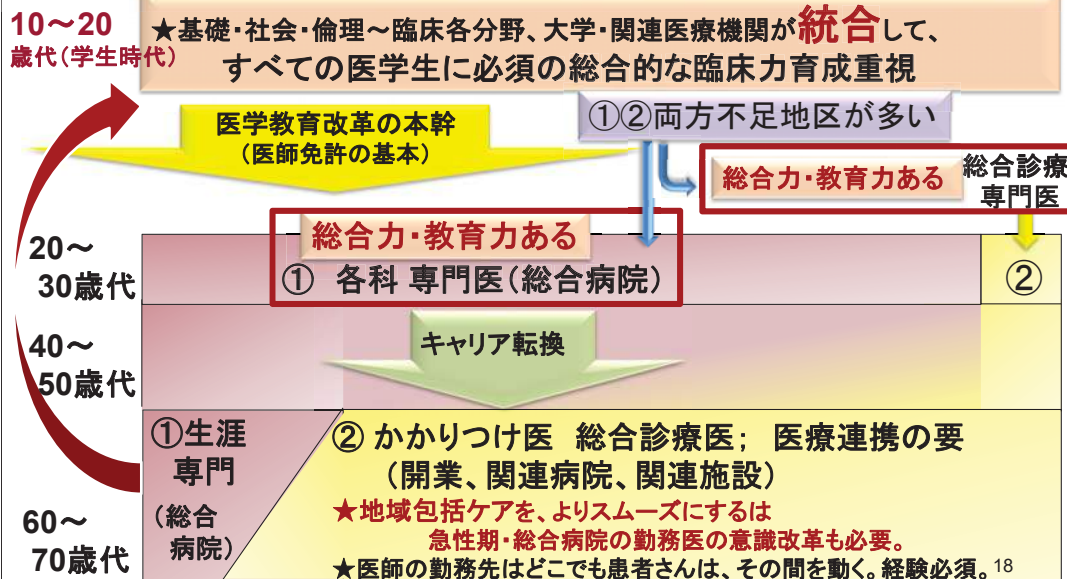 10~20
歳代(学生時代)
★基礎・社会・倫理~臨床各分野、大学・関連医療機関が統合して、
すべての医学生に必須の総合的な臨床力育成重視
医学教育改革の本幹
(医師免許の基本)
①②両方不足地区が多い
総合力・教育力ある
総合診療
専門医
総合力・教育力ある
20~
30歳代
① 各科 専門医(総合病院)
②
キャリア転換
40~
50歳代
①生涯
専門
(総合
病院)
② かかりつけ医 総合診療医; 医療連携の要
(開業、関連病院、関連施設)
★地域包括ケアを、よりスムーズにするは
急性期・総合病院の勤務医の意識改革も必要。
60~
70歳代
★医師の勤務先はどこでも患者さんは、その間を動く。経験必須。
18